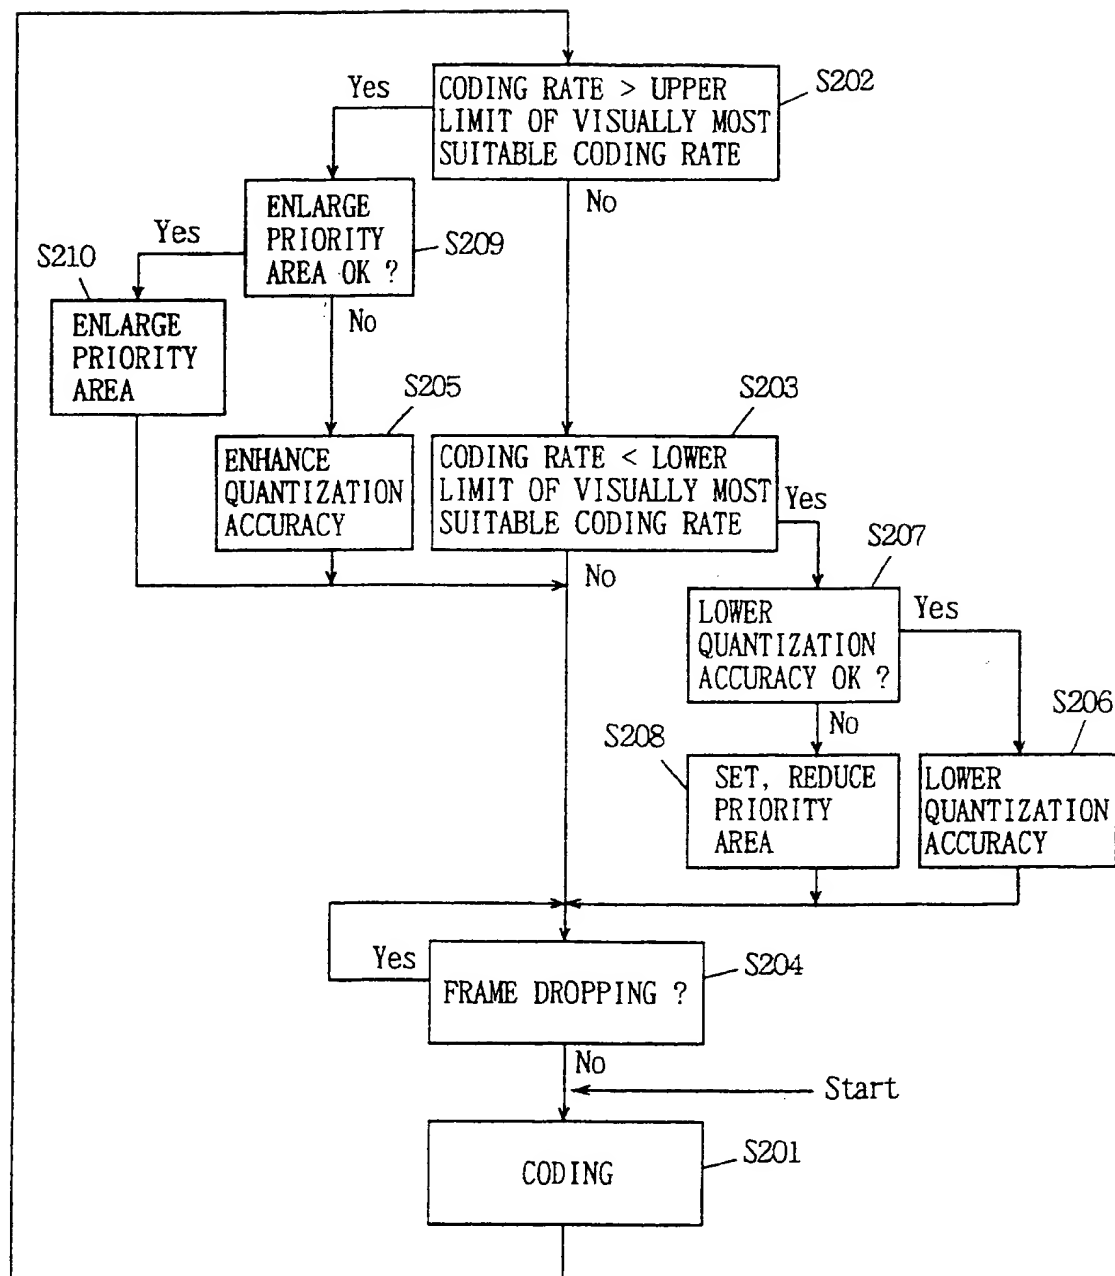 Yes
CODING RATE > UPPER
LIMIT OF VISUALLY MOST
SUITABLE CODING RATE
S202
No
ENLARGE
PRIORITY
AREA OK ?
S209
Yes
S210
No
ENLARGE
PRIORITY
AREA
S205
S203
ENHANCE
QUANTIZATION
ACCURACY
CODING RATE < LOWER
LIMIT OF VISUALLY MOST
SUITABLE CODING RATE
Yes
S207
No
LOWER
QUANTIZATION
ACCURACY OK ?
Yes
S206
No
S208
SET, REDUCE
PRIORITY
AREA
LOWER
QUANTIZATION
ACCURACY
Yes
FRAME DROPPING ?
S204
No
Start
CODING
S201